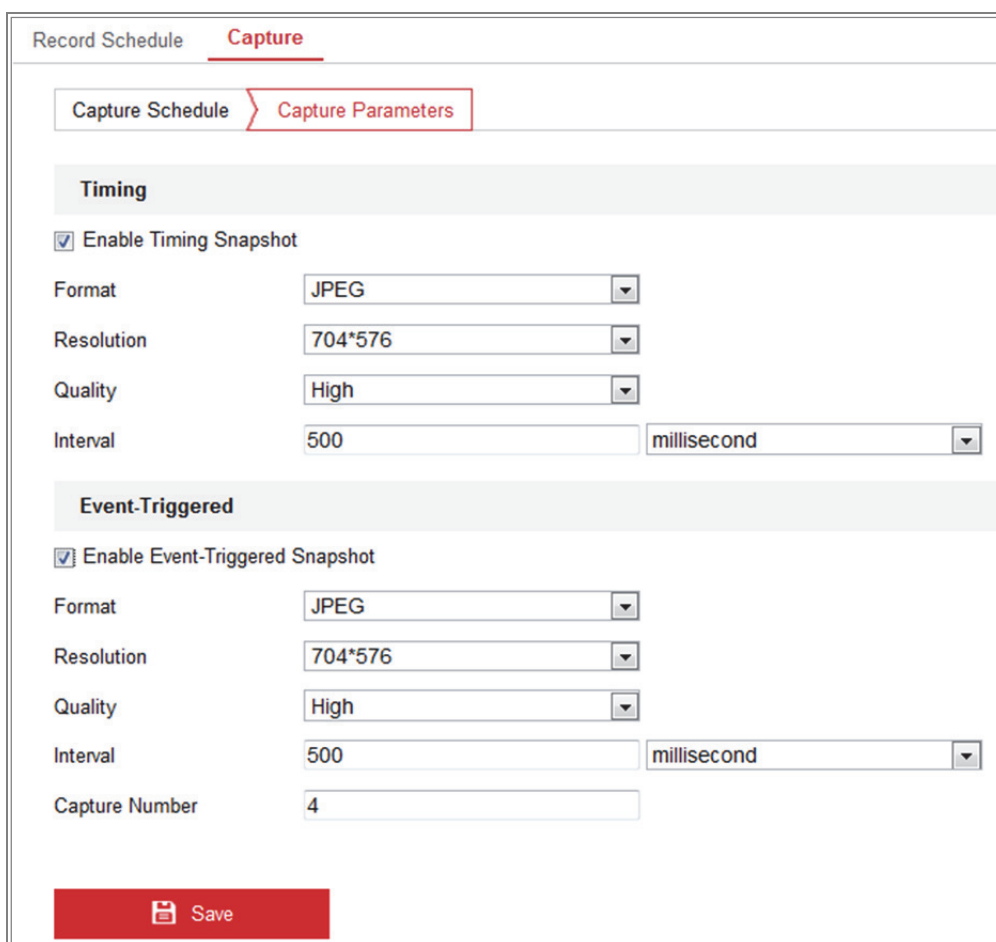 Record Schedule Capture
Capture Schedule Capture Parameters
Timing
Enable Timing Snapshot
Format JPEG
Resolution 704*576
Quality High
Interval 500 millisecond
Event-Triggered
Enable Event-Triggered Snapshot
Format JPEG
Resolution 704*576
Quality High
Interval 500 millisecond
Capture Number 4
Save